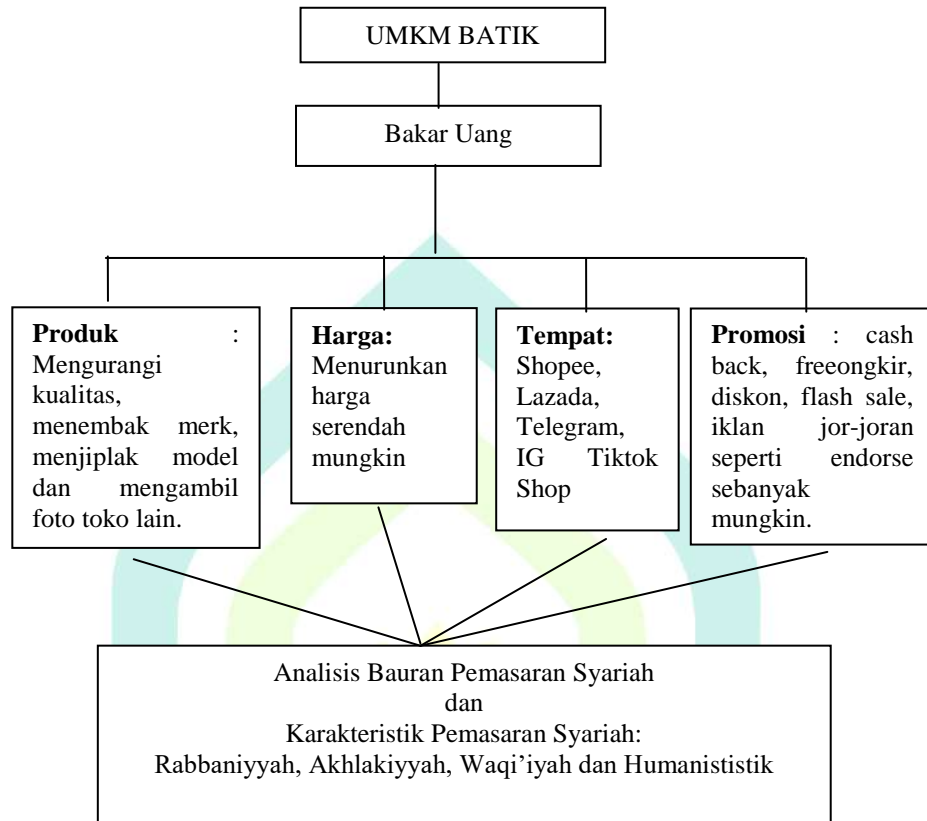 UMKM BATIK
Bakar Uang
Produk :
Mengurangi
kualitas,
menembak merk,
menjiplak model
dan mengambil
foto toko lain.
Harga:
Menurunkan
harga
serendah
mungkin
Tempat:
Shopee,
Lazada,
Telegram,
IG Tiktok
Shop
Promosi : cash
back, freeongkir,
diskon, flash sale,
iklan jor-joran
seperti endorse
sebanyak
mungkin.
Analisis Bauran Pemasaran Syariah
dan
Karakteristik Pemasaran Syariah:
Rabbaniyyah, Akhlakiyyah, Waqi’iyah dan Humanististik